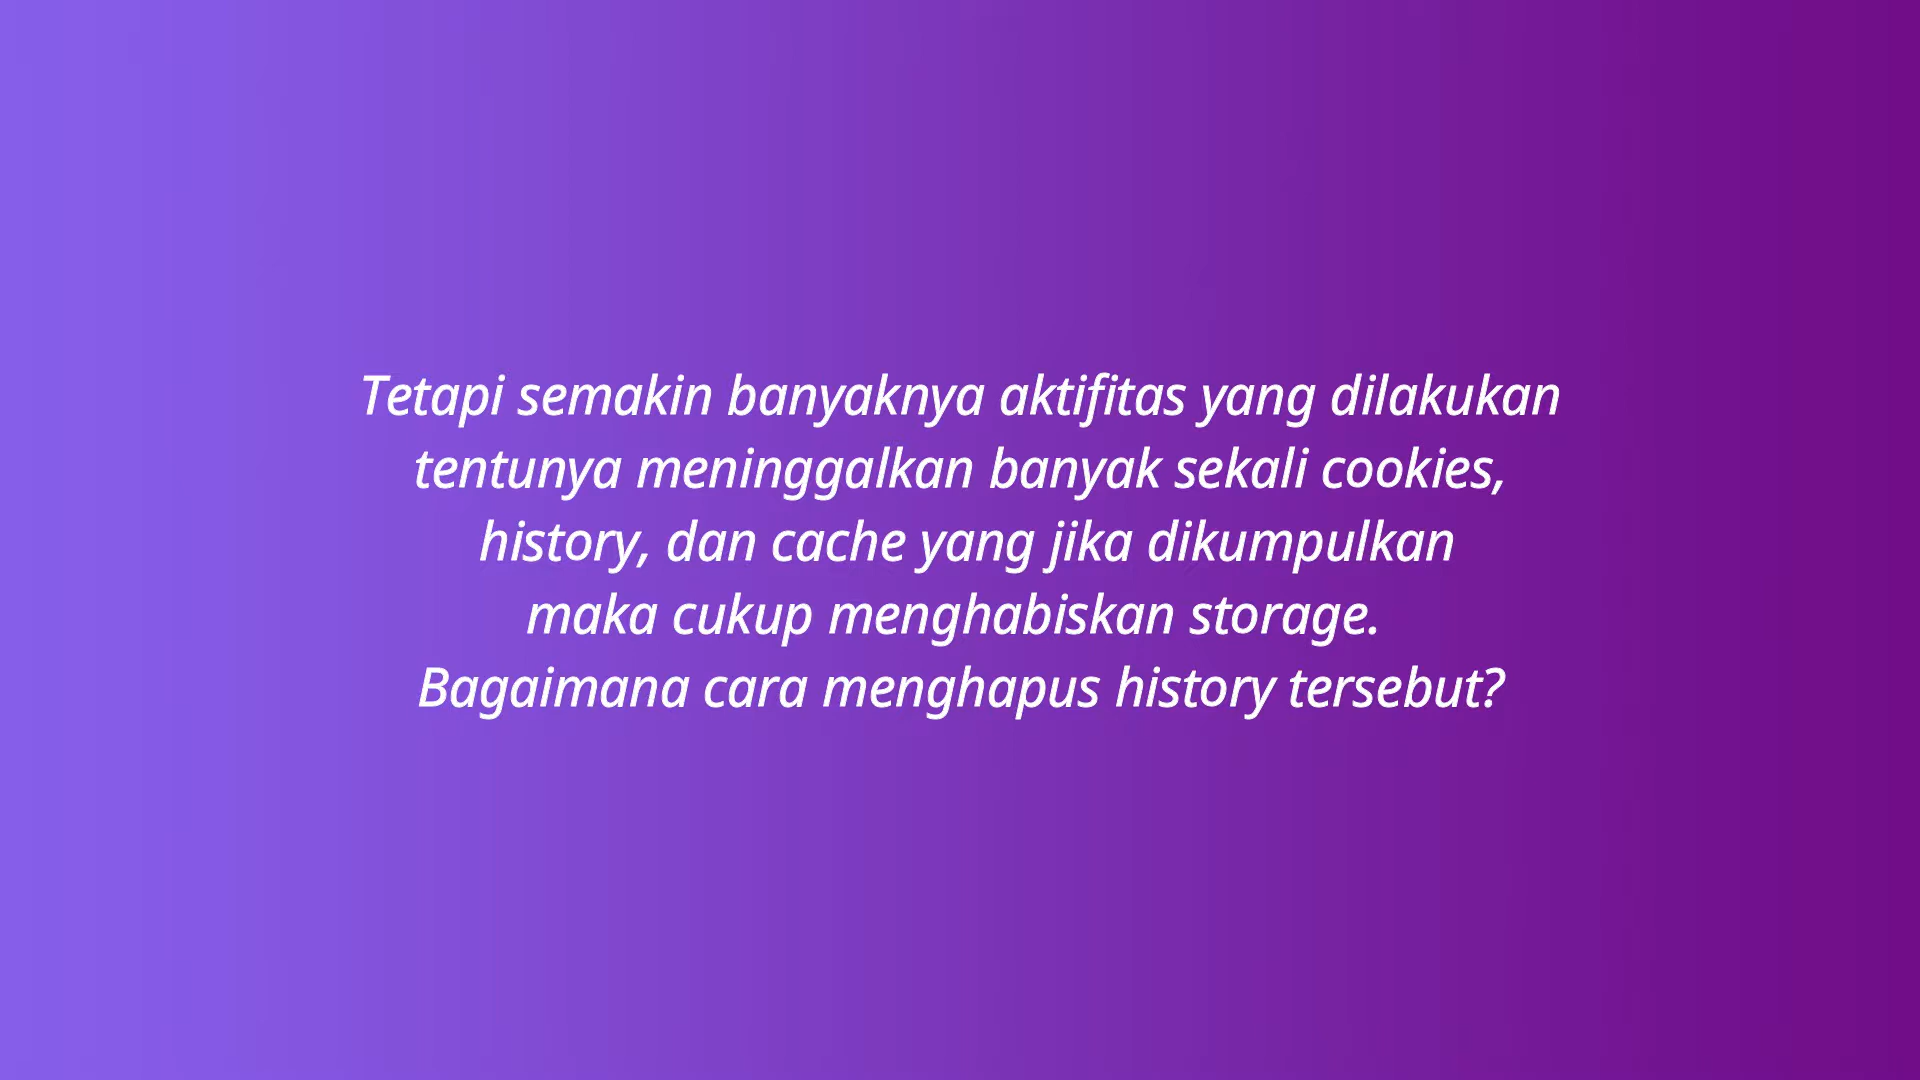 Tetapi semakin banyaknya aktifitas yang dilakukan
tentunya meninggalkan banyak sekali cookies,
history, dan cache yang jika dikumpulkan
maka cukup menghabiskan storage.
Bagaimana cara menghapus history tersebut?